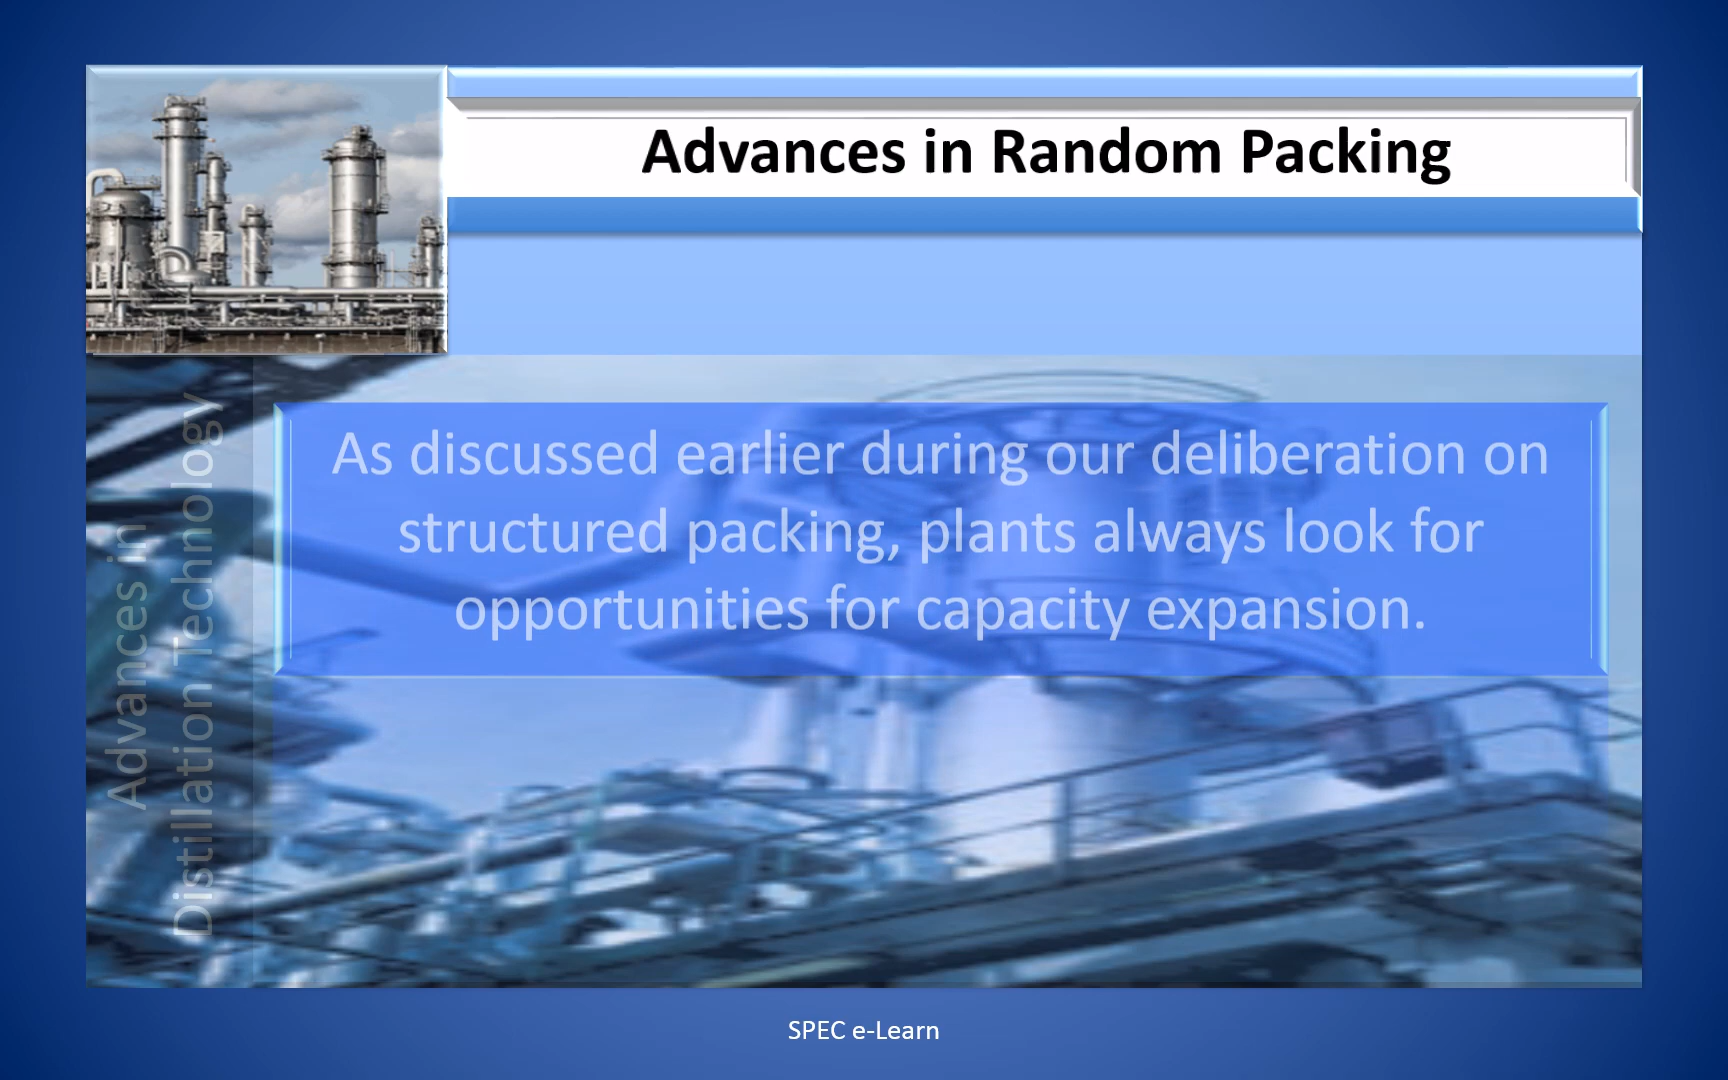 Advances in Random Packing
As discussed earlier during our deliberation on
structured packing, plants always look for
opportunities for capacity expansion.
Advances in
Distillation Technology
SPEC e-Learn